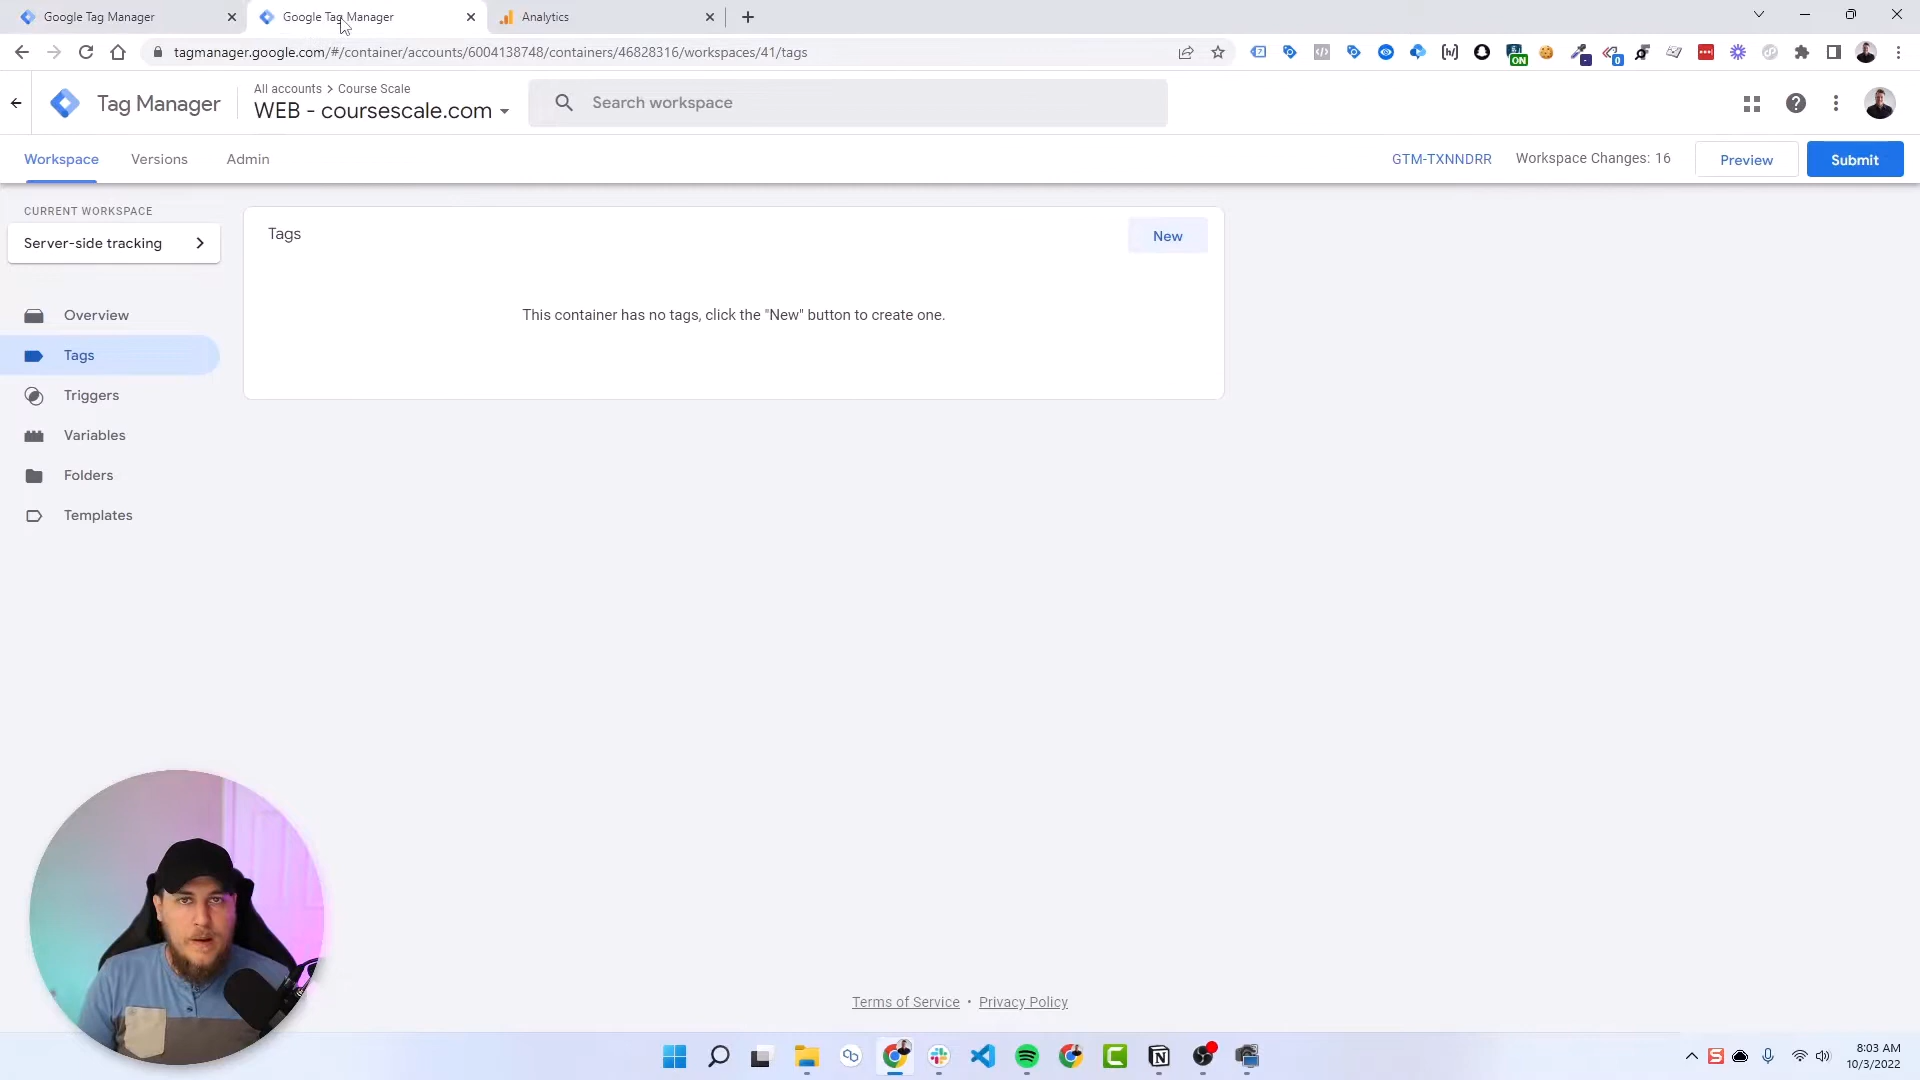 Google Tag Manager
Google Tag Manager
Analytics
tagmanager.google.com/#/container/accounts/6004138748/containers/46828316/workspaces/41/tags
ON
0
Tag Manager
All accounts > Course Scale
WEB - coursescale.com
Search workspace
Workspace
Versions
Admin
GTM-TXNNDRR
Workspace Changes: 16
Preview
Submit
CURRENT WORKSPACE
Server-side tracking
Overview
Tags
Triggers
Variables
Folders
Templates
Tags
New
This container has no tags, click the "New" button to create one.
Terms of Service • Privacy Policy
8:03 AM
10/3/2022